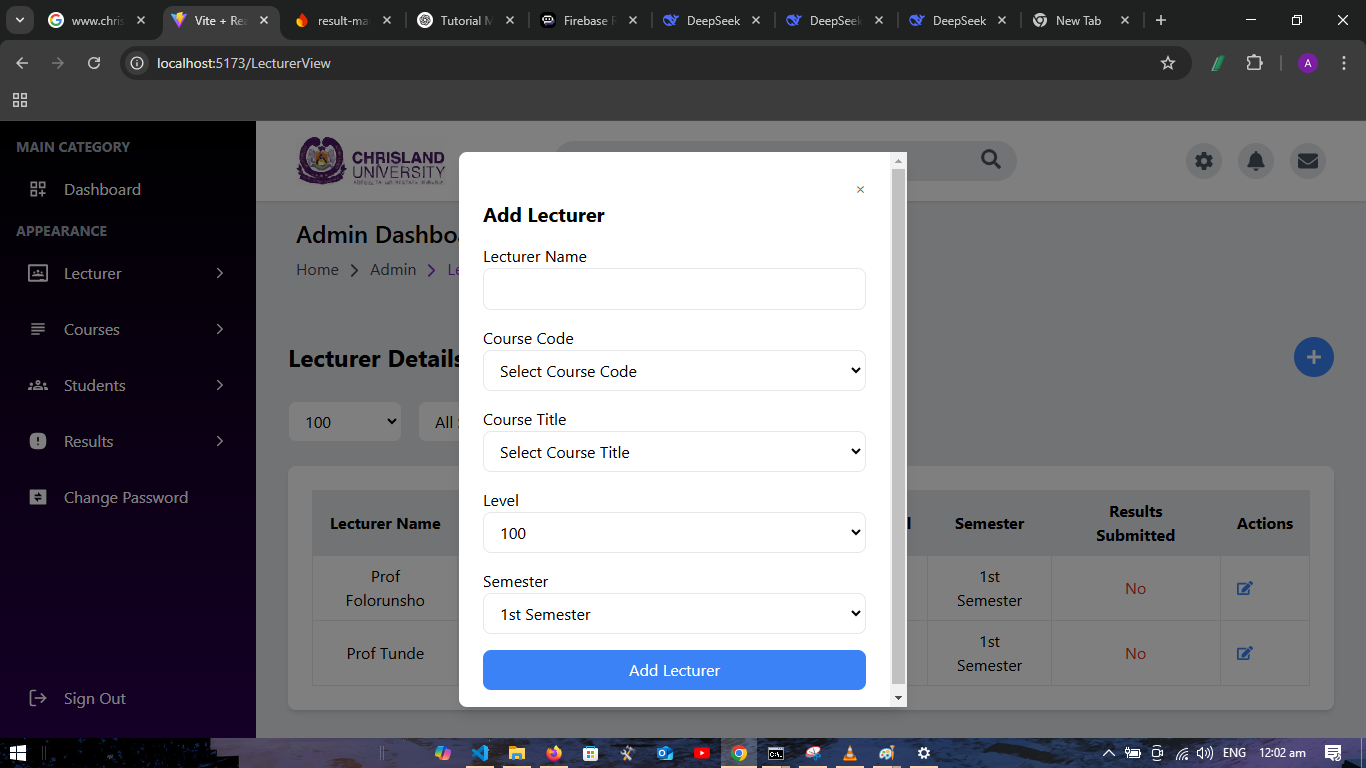 www.chris
Vite + Rea
result-ma
Tutorial M
Firebase R
DeepSeek
DeepSeek
DeepSeek
New Tab
localhost:5173/LecturerView
A
MAIN CATEGORY
Dashboard
APPEARANCE
Lecturer
Courses
Students
Results
Change Password
Sign Out
CHRISLAND
UNIVERSITY
Admin Dashboa
Home > Admin > Le
Lecturer Details
+
100
All S
Lecturer Name
Semester
Results
Submitted
Actions
Prof
Folorunsho
1st
Semester
No
Prof Tunde
1st
Semester
No
×
Add Lecturer
Lecturer Name
Course Code
Select Course Code
Course Title
Select Course Title
Level
100
Semester
1st Semester
Add Lecturer
ENG
12:02 am